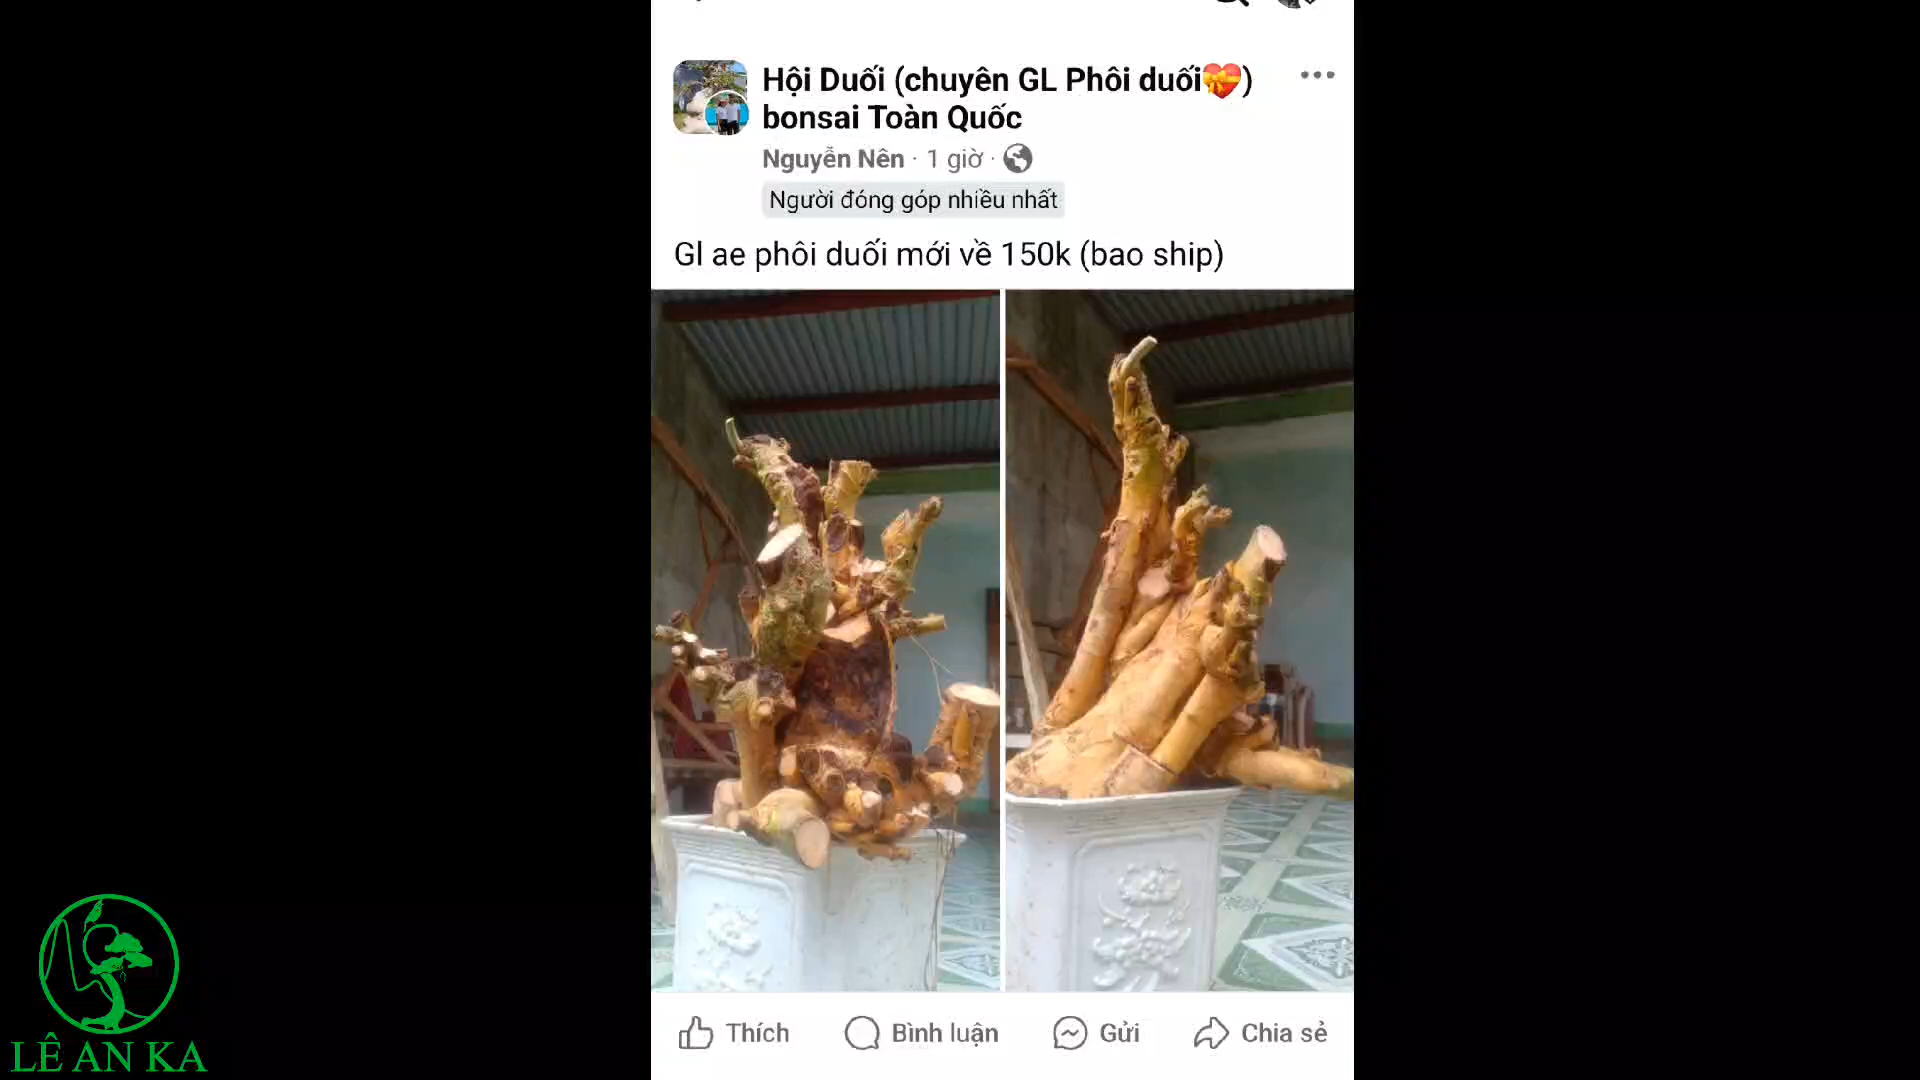 Hội Duối (chuyên GL Phôi duối💝)
bonsai Toàn Quốc
Nguyễn Nên · 1 giờ ·
Người đóng góp nhiều nhất
Gl ae phôi duối mới về 150k (bao ship)
Thích
Bình luận
Gửi
Chia sẻ
LÊ AN KA